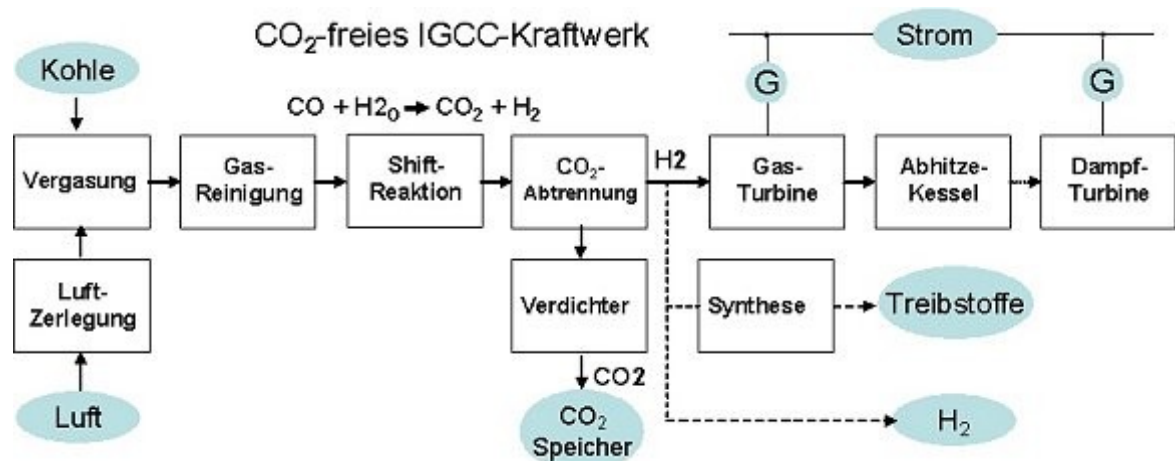 CO₂-freies IGCC-Kraftwerk
Strom
Kohle
G
G
CO + H2₀ → CO₂ + H₂
Vergasung
Gas-
Reinigung
Shift-
Reaktion
CO₂-
Abtrennung
H2
Gas-
Turbine
Abhitze-
Kessel
Dampf-
Turbine
Luft-
Zerlegung
Verdichter
Synthese
Treibstoffe
CO2
Luft
CO₂
Speicher
H₂